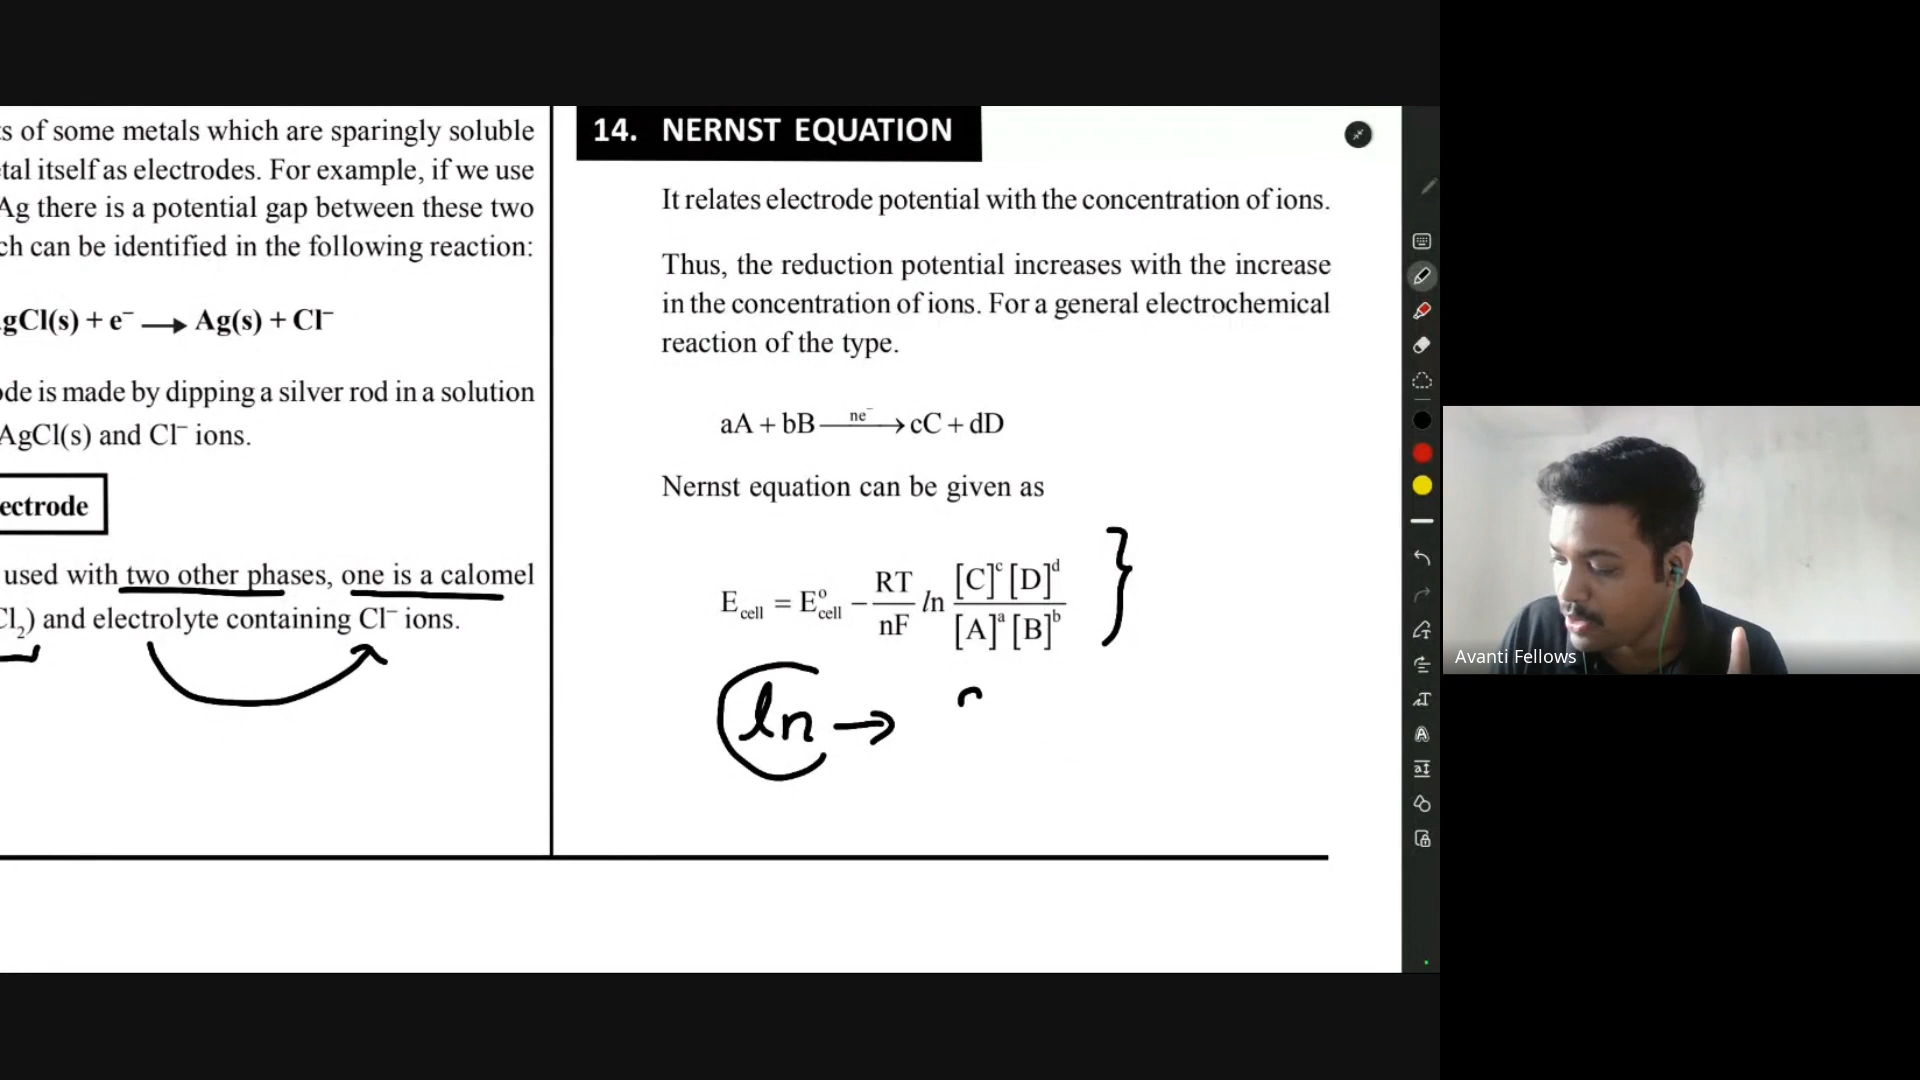 ts of some metals which are sparingly soluble
etal itself as electrodes. For example, if we use
Ag there is a potential gap between these two
ch can be identified in the following reaction:
gCl(s) + e⁻ ⟶ Ag(s) + Cl⁻
ode is made by dipping a silver rod in a solution
AgCl(s) and Cl⁻ ions.
ectrode
used with two other phases, one is a calomel
Cl₂) and electrolyte containing Cl⁻ ions.
14. NERNST EQUATION
It relates electrode potential with the concentration of ions.
Thus, the reduction potential increases with the increase
in the concentration of ions. For a general electrochemical
reaction of the type.
aA + bB —ne⁻→ cC + dD
Nernst equation can be given as
E_cell = E°_cell − RT/nF ln [C]^c [D]^d / [A]^a [B]^b
ln →
Avanti Fellows